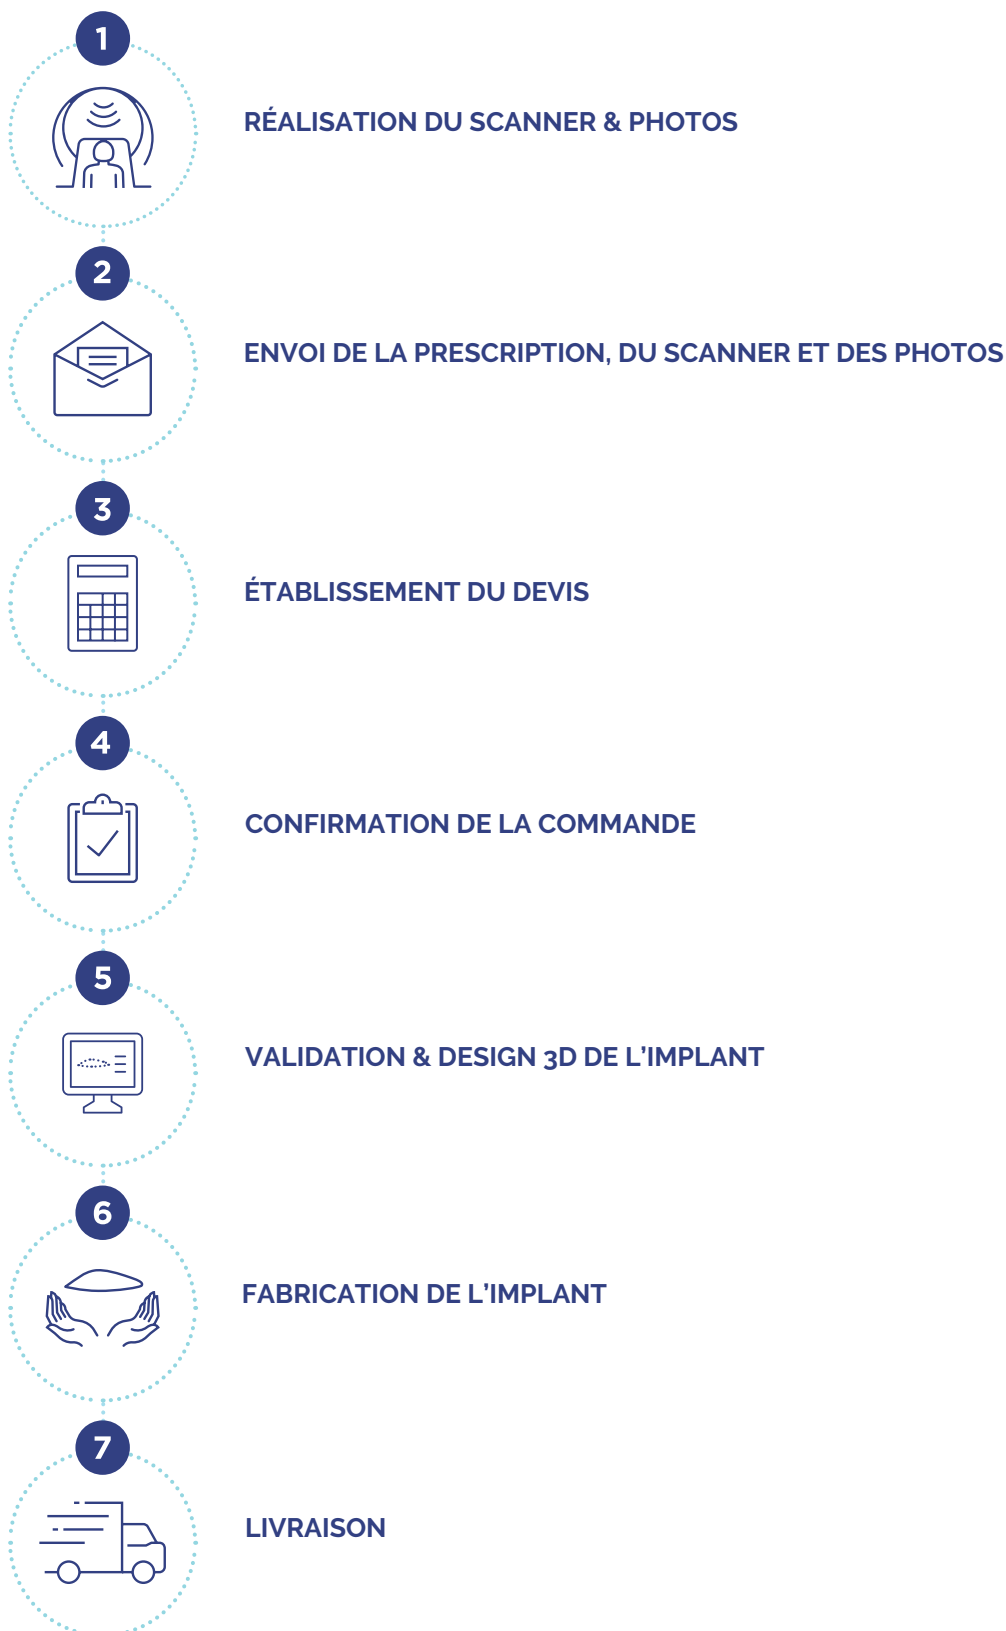 1
RÉALISATION DU SCANNER & PHOTOS
2
ENVOI DE LA PRESCRIPTION, DU SCANNER ET DES PHOTOS
3
ÉTABLISSEMENT DU DEVIS
4
CONFIRMATION DE LA COMMANDE
5
VALIDATION & DESIGN 3D DE L’IMPLANT
6
FABRICATION DE L’IMPLANT
7
LIVRAISON